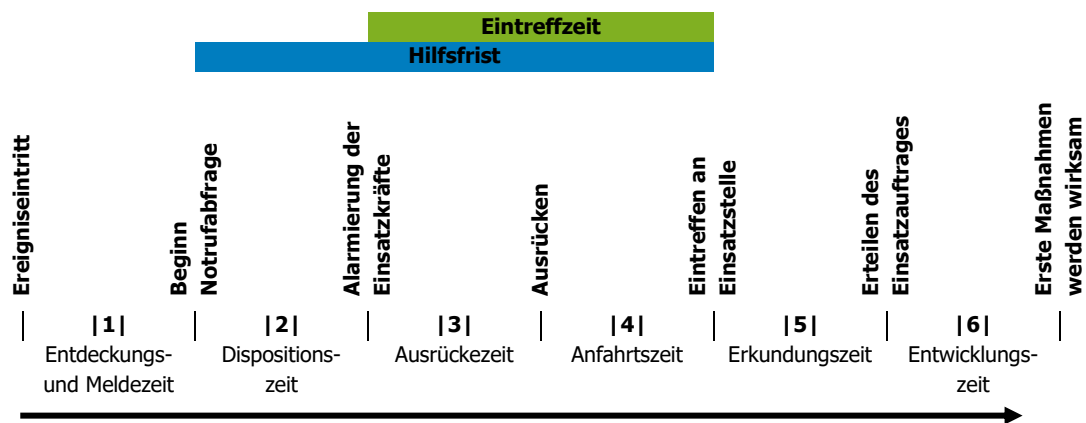 Eintreffzeit
Hilfsfrist
Ereigniseintritt
Beginn
Notrufabfrage
Alarmierung der
Einsatzkräfte
Ausrücken
Eintreffen an
Einsatzstelle
Erteilen des
Einsatzauftrages
Erste Maßnahmen
werden wirksam
|1|
|2|
|3|
|4|
|5|
|6|
Entdeckungs-
und Meldezeit
Dispositions-
zeit
Ausrückezeit
Anfahrtszeit
Erkundungszeit
Entwicklungs-
zeit